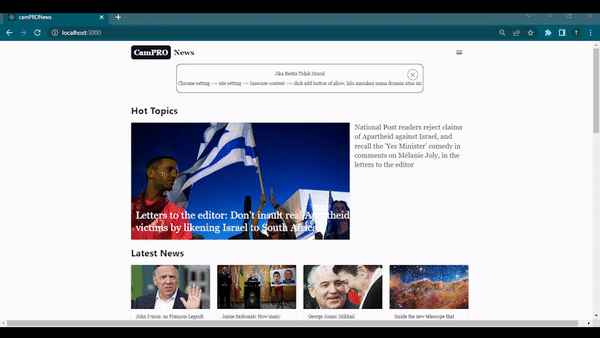 camPRONews
localhost:3000
CamPRO News
Jika Berita Tidak Muncul
Chrome setting --> site setting --> Insecure content --> click add button of allow, lalu masukan nama domain situs ini
Hot Topics
Letters to the editor: Don't insult real Apartheid
victims by likening Israel to South Africa
National Post readers reject claims
of Apartheid against Israel, and
recall the 'Yes Minister' comedy in
comments on Mélanie Joly, in the
letters to the editor
Latest News
John Ivison: As François Legault
Jamie Sarkonak: How many
George Jonas: Mikhail
Inside the new telescope that